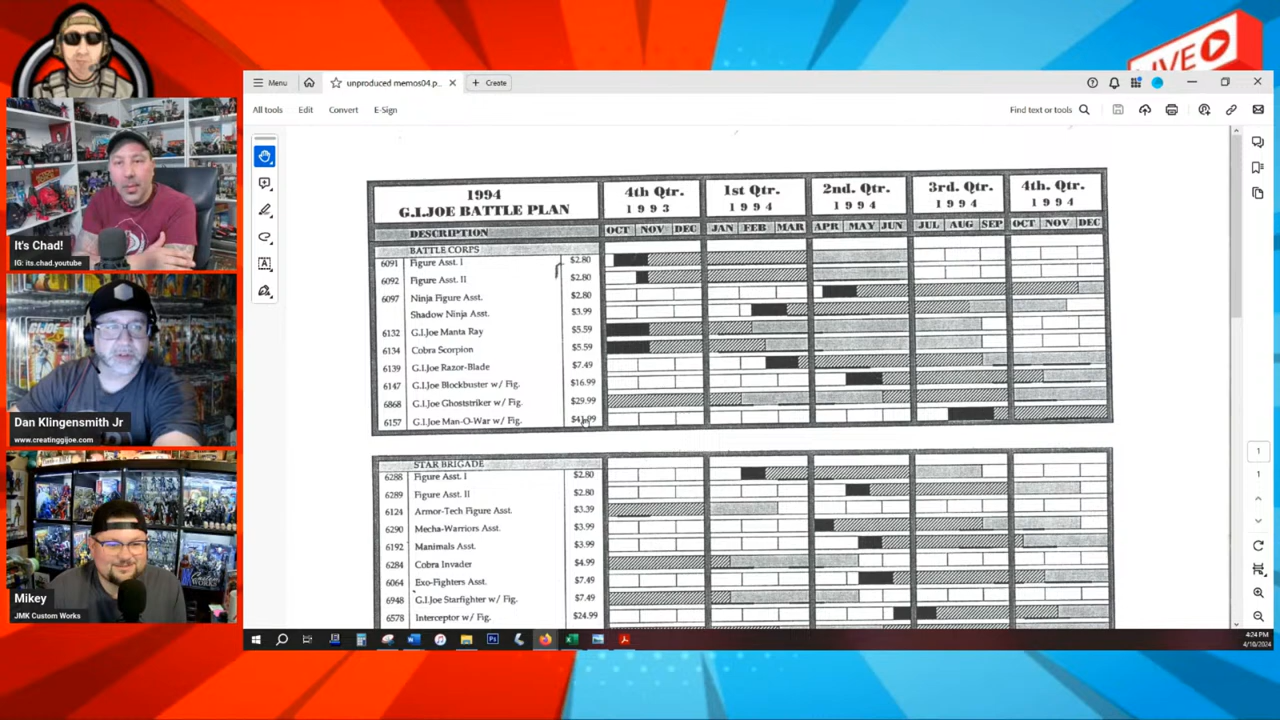 LIVE
Menu
unproduced memos04.p...
Create
All tools
Edit
Convert
E-Sign
Find text or tools
It's Chad!
IG: its.chad.youtube
Dan Klingensmith Jr
www.creatinggijoe.com
Mikey
JMK Custom Works
1994
G.I.JOE BATTLE PLAN
4th Qtr. 1993
1st Qtr. 1994
2nd. Qtr. 1994
3rd. Qtr. 1994
4th. Qtr. 1994
DESCRIPTION
OCT NOV DEC JAN FEB MAR APR MAY JUN JUL AUG SEP OCT NOV DEC
BATTLE CORPS
6091 Figure Asst. I $2.80
6092 Figure Asst. II $2.80
6097 Ninja Figure Asst. $2.80
Shadow Ninja Asst. $3.99
6132 G.I.Joe Manta Ray $5.59
6134 Cobra Scorpion $5.59
6139 G.I.Joe Razor-Blade $7.49
6147 G.I.Joe Blockbuster w/ Fig. $16.99
6868 G.I.Joe Ghoststriker w/ Fig. $29.99
6157 G.I.Joe Man-O-War w/ Fig.
STAR BRIGADE
6288 Figure Asst. I $2.80
6289 Figure Asst. II $2.80
6124 Armor-Tech Figure Asst. $3.39
6290 Mecha-Warriors Asst. $3.99
6192 Manimals Asst. $3.99
6284 Cobra Invader $4.99
6064 Exo-Fighters Asst. $7.49
6948 G.I.Joe Starfighter w/ Fig. $7.49
6578 Interceptor w/ Fig. $24.99
1
1
4:24 PM
4/10/2024